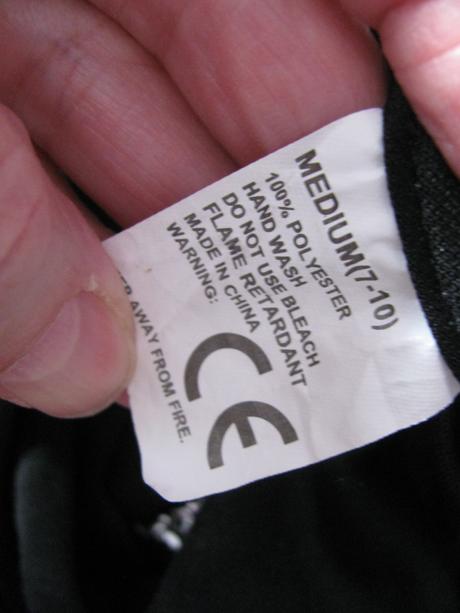 MEDIUM(7-10)
100% POLYESTER
HAND WASH
DO NOT USE BLEACH
FLAME RETARDANT
MADE IN CHINA
WARNING:
AWAY FROM FIRE.
CE